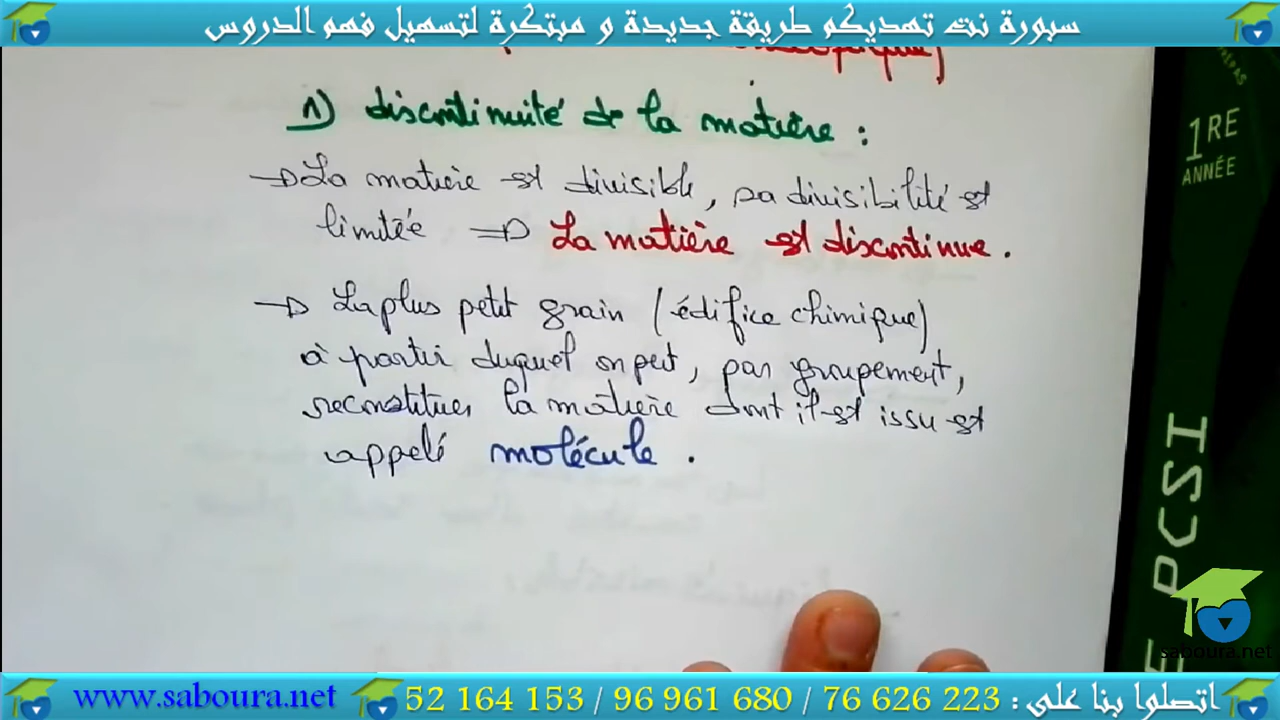 سبورة نت تهديكم طريقة جديدة و مبتكرة لتسهيل فهم الدروس
1) discontinuité de la matière :
→ La matière est divisible, sa divisibilité est
limitée ⇒ La matière est discontinue.
→ La plus petit grain (édifice chimique)
à partir duquel on peut, par groupement,
reconstituer la matière dont il est issu est
appelé molécule.
1RE
ANNÉE
PCSI
saboura.net
www.saboura.net
52 164 153 / 96 961 680 / 76 626 223 : اتصلوا بنا على